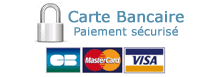 Carte Bancaire
Paiement sécurisé
CB MasterCard VISA